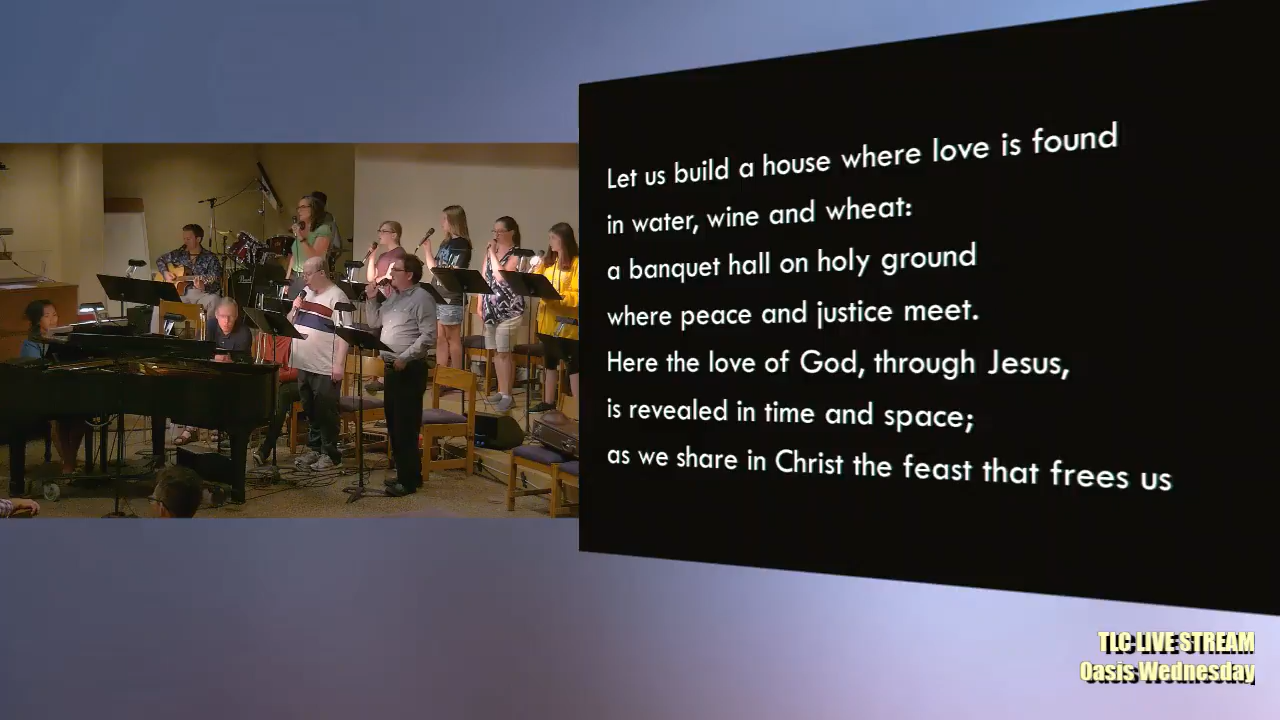 Let us build a house where love is found
in water, wine and wheat:
a banquet hall on holy ground
where peace and justice meet.
Here the love of God, through Jesus,
is revealed in time and space;
as we share in Christ the feast that frees us
TLC LIVE STREAM
Oasis Wednesday